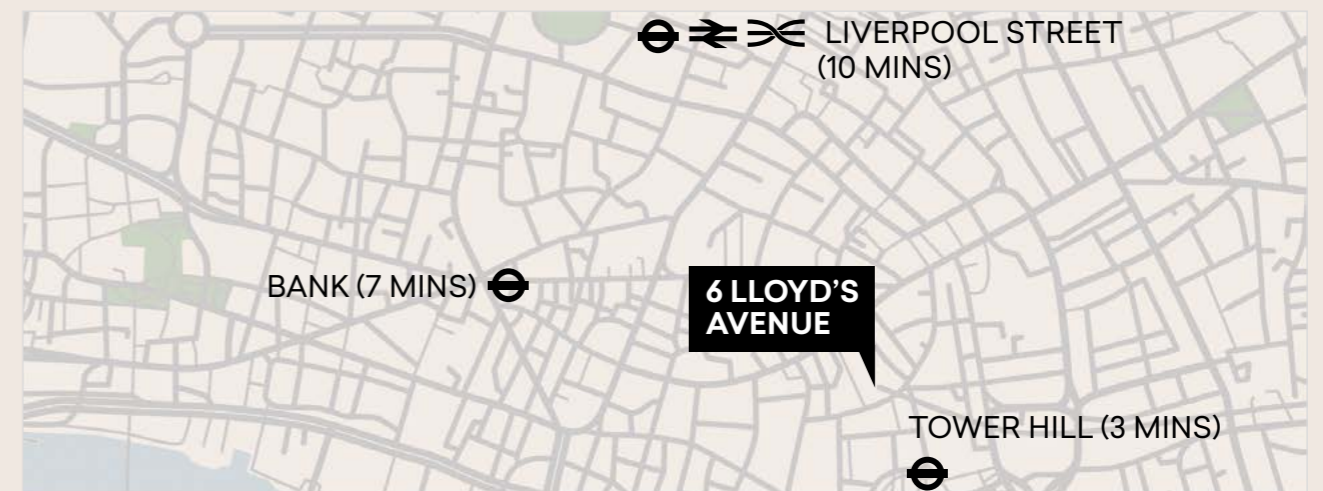 LIVERPOOL STREET
(10 MINS)
BANK (7 MINS)
6 LLOYD’S
AVENUE
TOWER HILL (3 MINS)